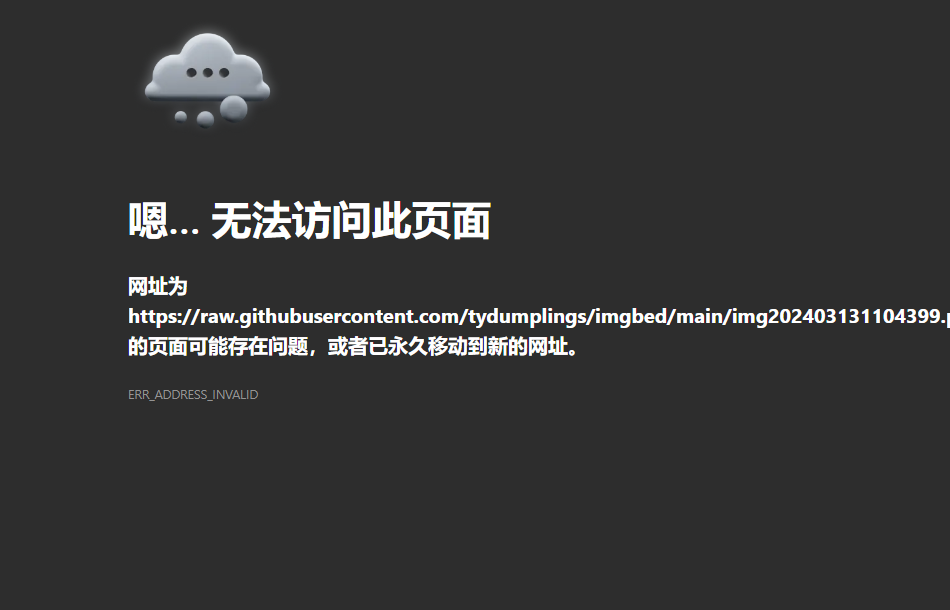 嗯… 无法访问此页面
网址为
https://raw.githubusercontent.com/tydumplings/imgbed/main/img202403131104399.
的页面可能存在问题，或者已永久移动到新的网址。
ERR_ADDRESS_INVALID